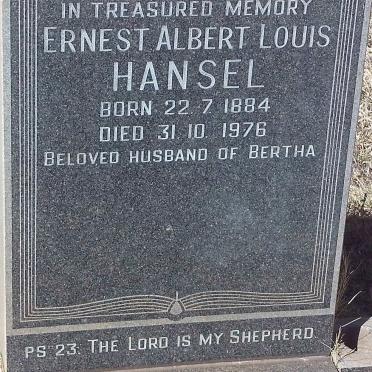 IN TREASURED MEMORY
ERNEST ALBERT LOUIS
HANSEL
BORN 22 7 1884
DIED 31 10 1976
BELOVED HUSBAND OF BERTHA
PS 23. THE LORD IS MY SHEPHERD